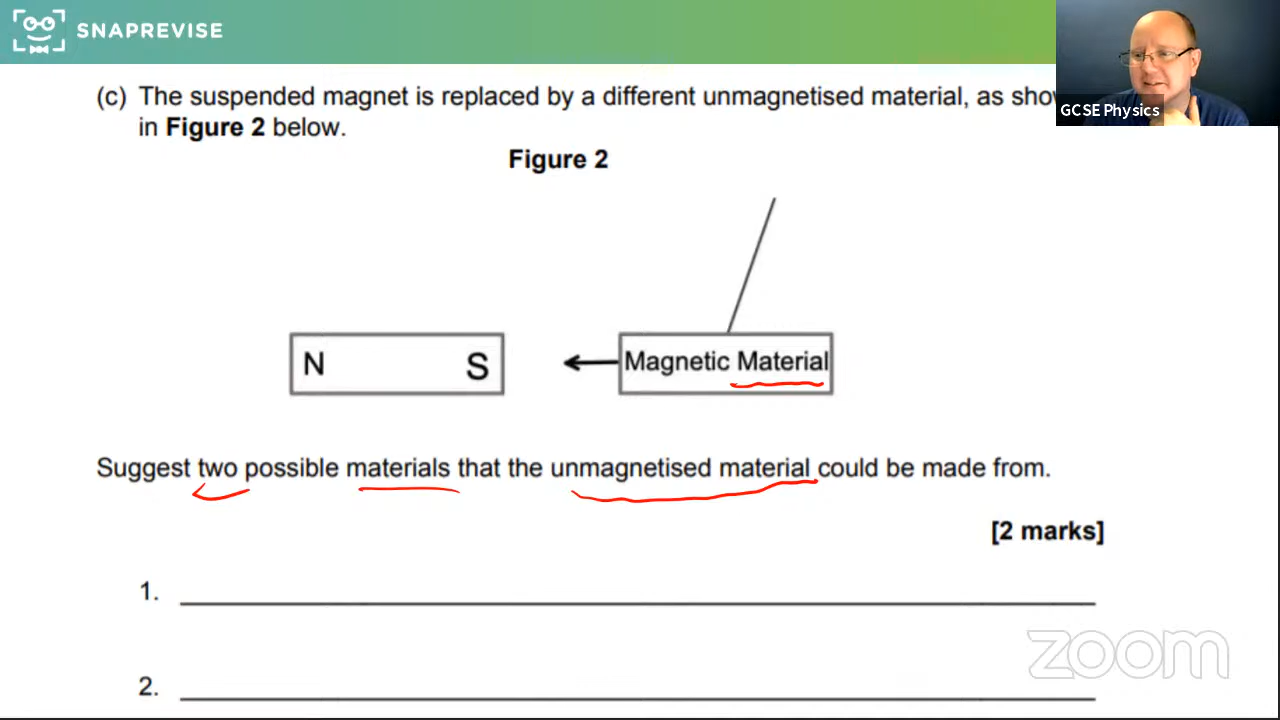 SNAPREVISE
(c) The suspended magnet is replaced by a different unmagnetised material, as
in Figure 2 below.
GCSE Physics
Figure 2
N S
Magnetic Material
Suggest two possible materials that the unmagnetised material could be made from.
[2 marks]
1.
2.
zoom